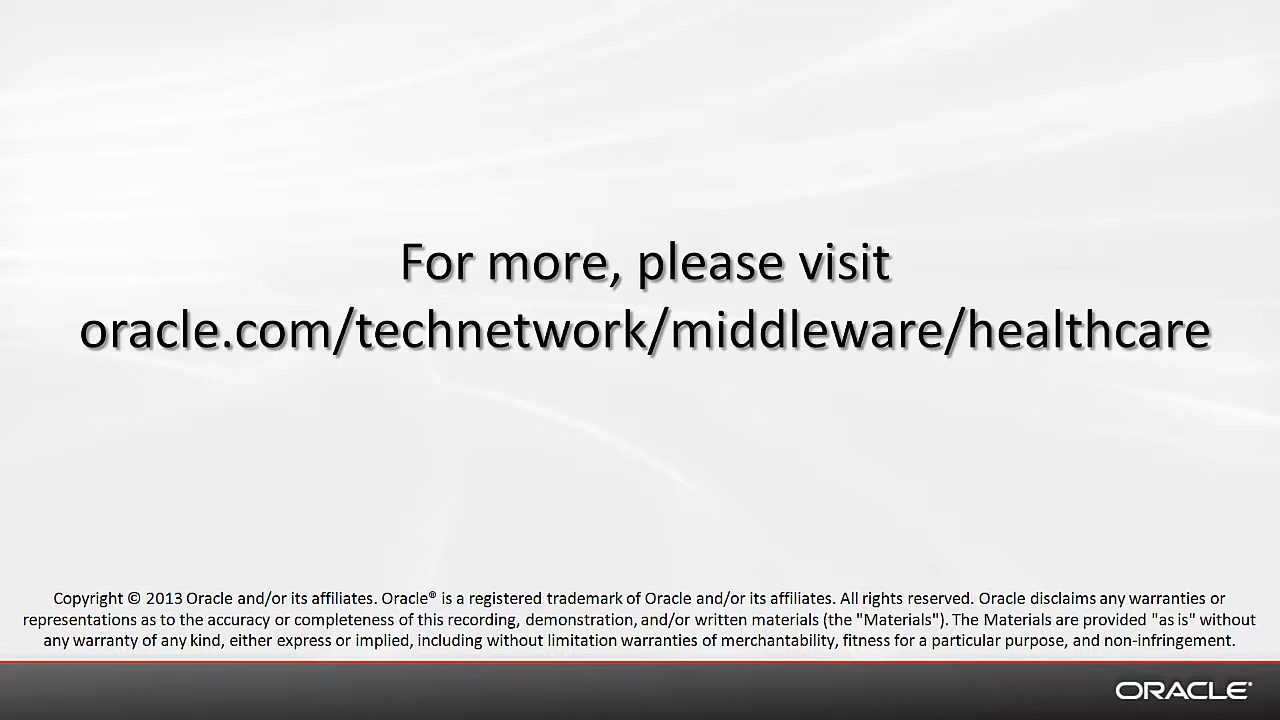 For more, please visit
oracle.com/technetwork/middleware/healthcare
Copyright © 2013 Oracle and/or its affiliates. Oracle® is a registered trademark of Oracle and/or its affiliates. All rights reserved. Oracle disclaims any warranties or
representations as to the accuracy or completeness of this recording, demonstration, and/or written materials (the "Materials"). The Materials are provided "as is" without
any warranty of any kind, either express or implied, including without limitation warranties of merchantability, fitness for a particular purpose, and non-infringement.
ORACLE®